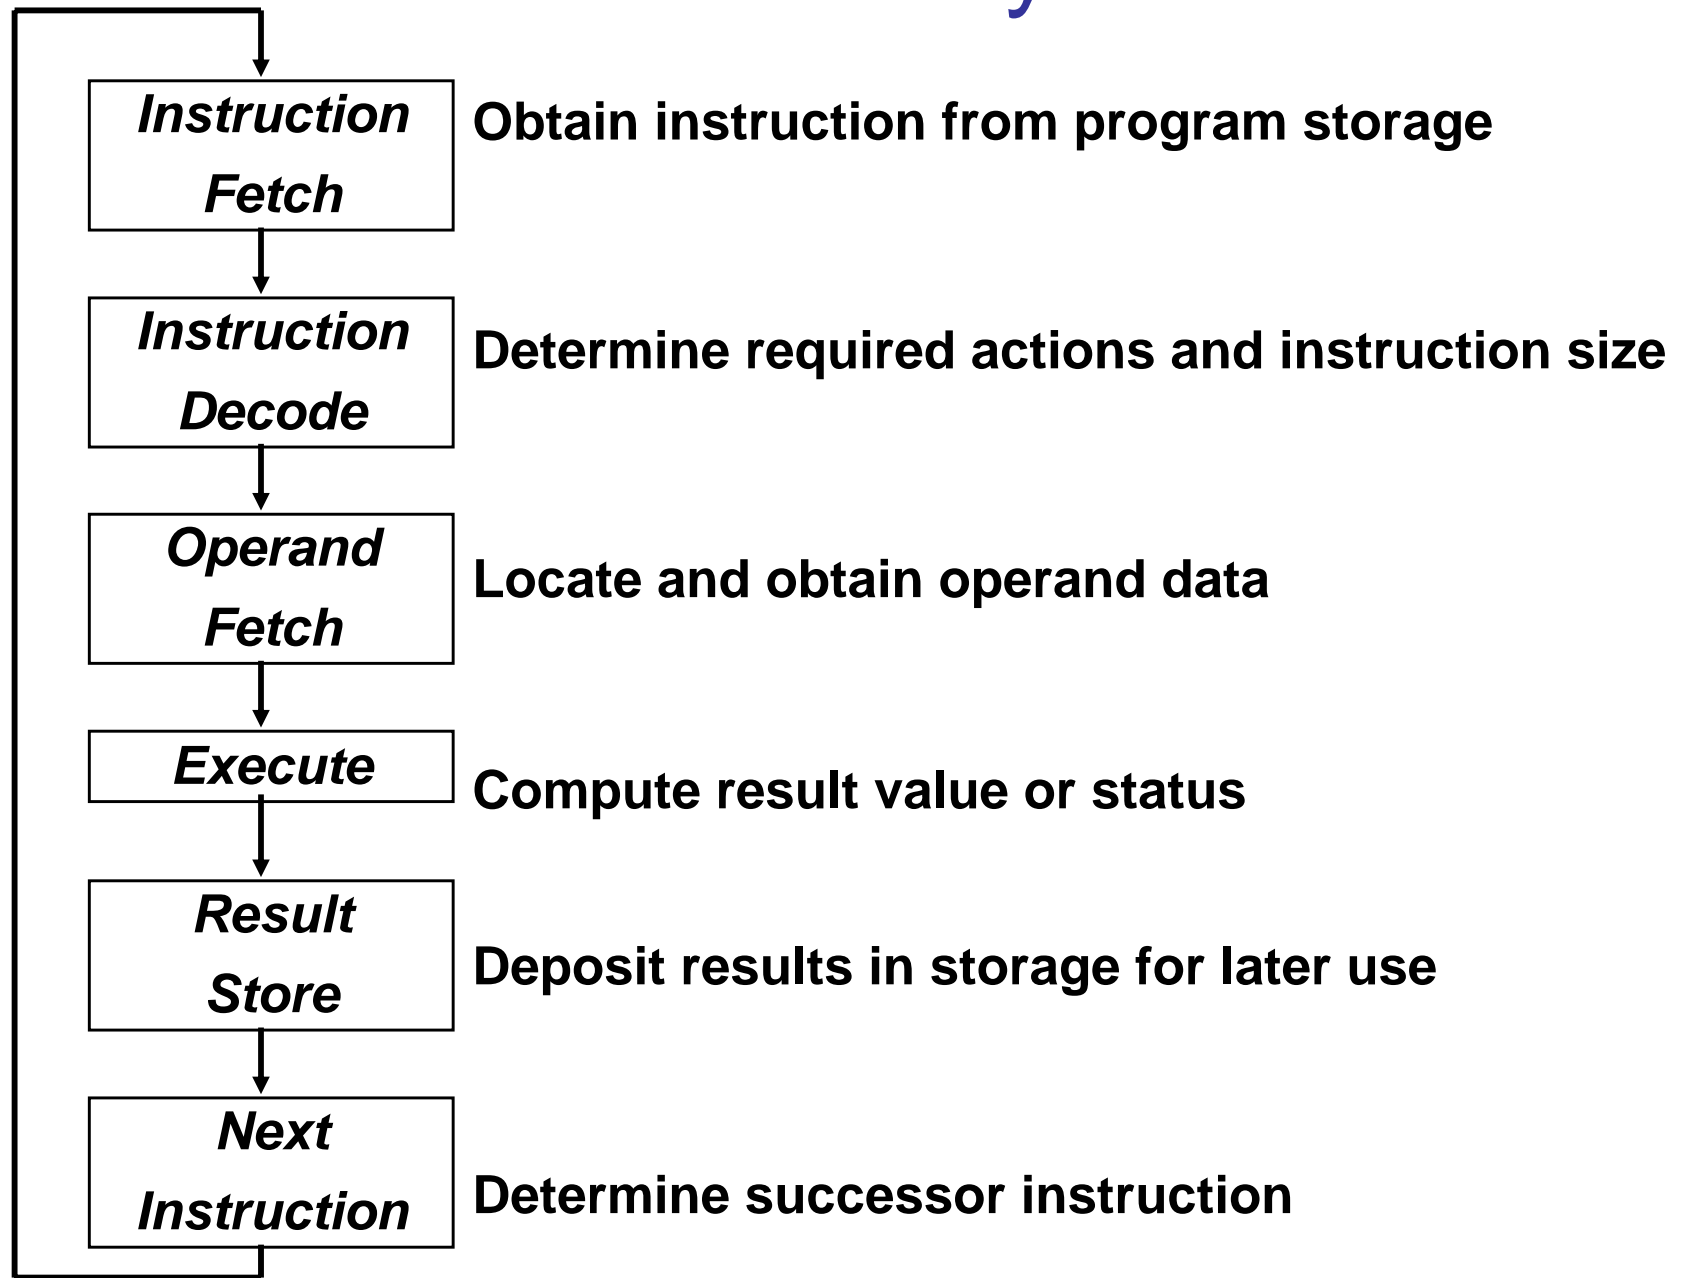 Instruction
Fetch
Obtain instruction from program storage
Instruction
Decode
Determine required actions and instruction size
Operand
Fetch
Locate and obtain operand data
Execute
Compute result value or status
Result
Store
Deposit results in storage for later use
Next
Instruction
Determine successor instruction